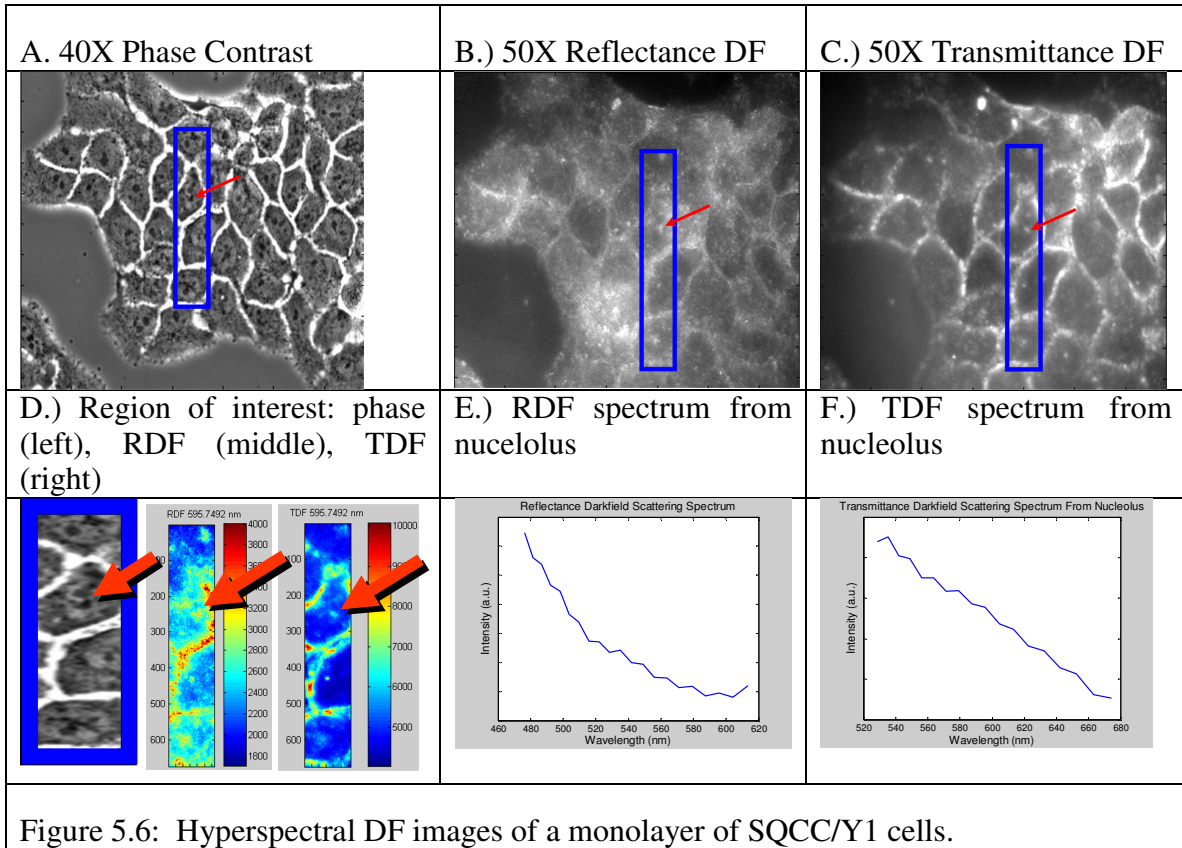 A. 40X Phase Contrast
B.) 50X Reflectance DF
C.) 50X Transmittance DF
D.) Region of interest: phase
(left), RDF (middle), TDF
(right)
E.) RDF spectrum from
nucelolus
F.) TDF spectrum from
nucleolus
RDF 595.7492 nm
100
200
300
400
500
600
4000
3800
3600
3400
3200
3000
2800
2600
2400
2200
2000
1800
TDF 595.7492 nm
100
200
300
400
500
600
10000
9000
8000
7000
6000
5000
Reflectance Darkfield Scattering Spectrum
Intensity (a.u.)
460 480 500 520 540 560 580 600 620
Wavelength (nm)
Transmittance Darkfield Scattering Spectrum From Nucleolus
Intensity (a.u.)
520 540 560 580 600 620 640 660 680
Wavelength (nm)
Figure 5.6: Hyperspectral DF images of a monolayer of SQCC/Y1 cells.